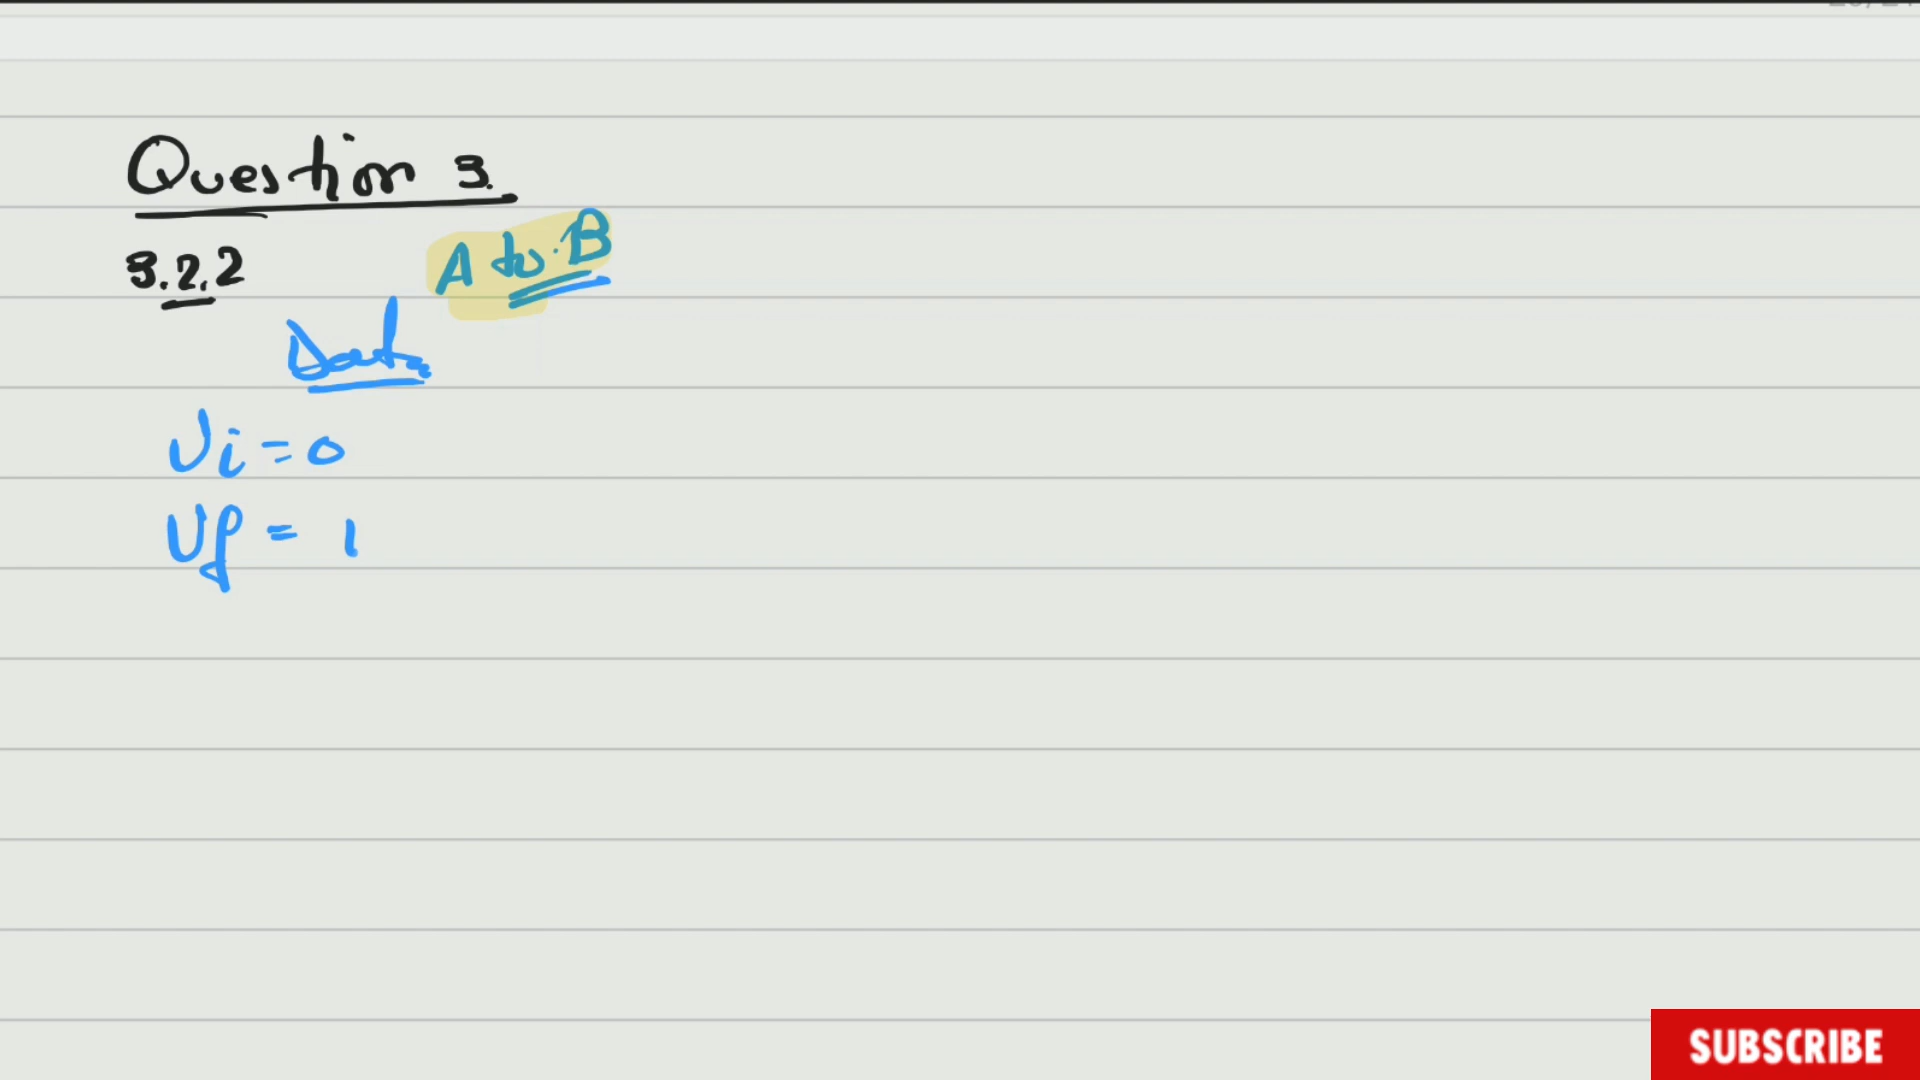 Question 3.
3.2.2
A to B
Data
Vi = 0
Vf = 1
SUBSCRIBE